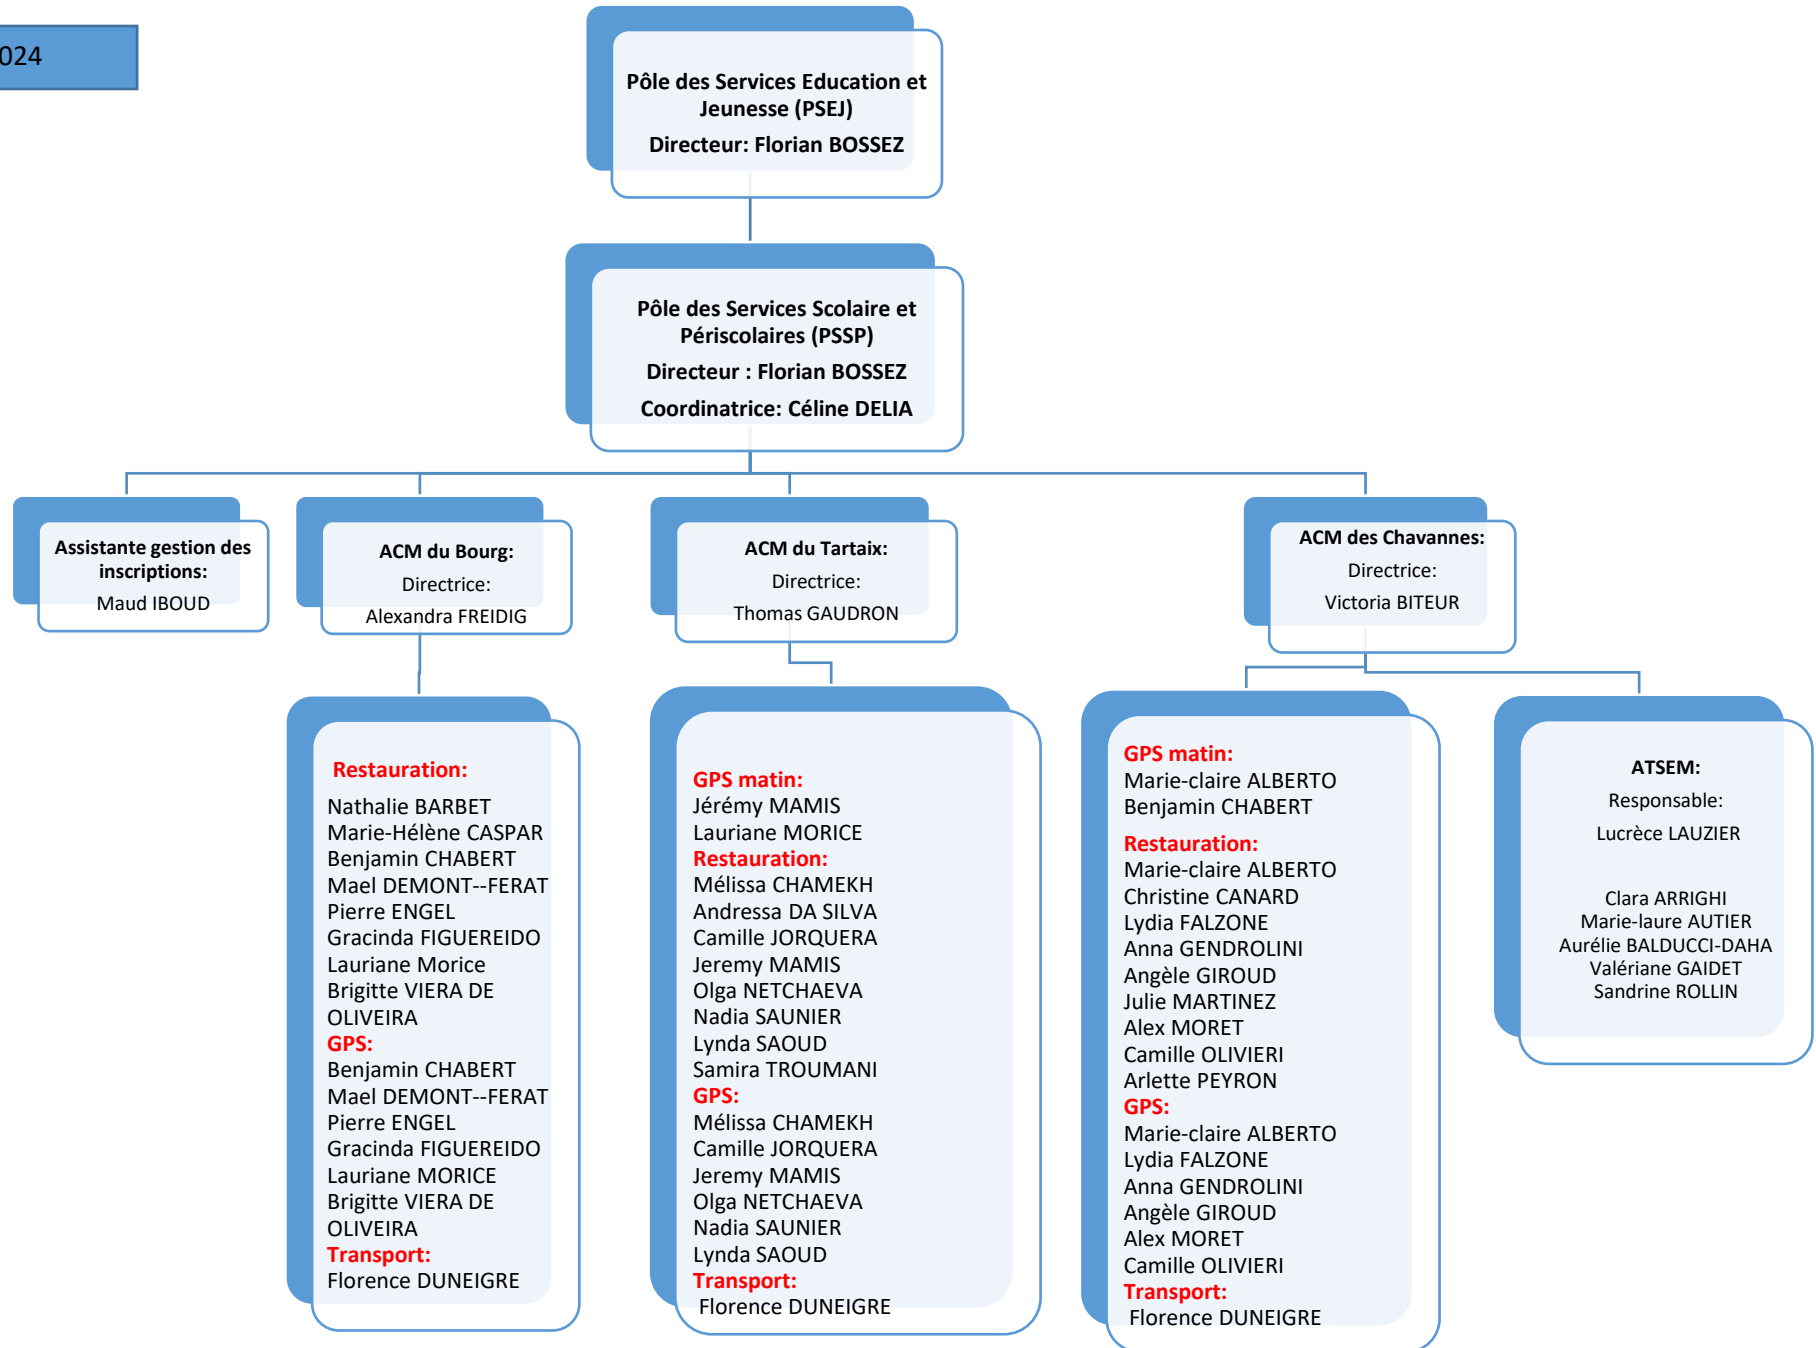 024
Pôle des Services Education et
Jeunesse (PSEJ)
Directeur: Florian BOSSEZ
Pôle des Services Scolaire et
Périscolaires (PSSP)
Directeur : Florian BOSSEZ
Coordinatrice: Céline DELIA
Assistante gestion des
inscriptions:
Maud IBOUD
ACM du Bourg:
Directrice:
Alexandra FREIDIG
ACM du Tartaix:
Directrice:
Thomas GAUDRON
ACM des Chavannes:
Directrice:
Victoria BITEUR
Restauration:
Nathalie BARBET
Marie-Hélène CASPAR
Benjamin CHABERT
Mael DEMONT--FERAT
Pierre ENGEL
Gracinda FIGUEREIDO
Lauriane Morice
Brigitte VIERA DE
OLIVEIRA
GPS:
Benjamin CHABERT
Mael DEMONT--FERAT
Pierre ENGEL
Gracinda FIGUEREIDO
Lauriane MORICE
Brigitte VIERA DE
OLIVEIRA
Transport:
Florence DUNEIGRE
GPS matin:
Jérémy MAMIS
Lauriane MORICE
Restauration:
Mélissa CHAMEKH
Andressa DA SILVA
Camille JORQUERA
Jeremy MAMIS
Olga NETCHAEVA
Nadia SAUNIER
Lynda SAOUD
Samira TROUMANI
GPS:
Mélissa CHAMEKH
Camille JORQUERA
Jeremy MAMIS
Olga NETCHAEVA
Nadia SAUNIER
Lynda SAOUD
Transport:
Florence DUNEIGRE
GPS matin:
Marie-claire ALBERTO
Benjamin CHABERT
Restauration:
Marie-claire ALBERTO
Christine CANARD
Lydia FALZONE
Anna GENDROLINI
Angèle GIROUD
Julie MARTINEZ
Alex MORET
Camille OLIVIERI
Arlette PEYRON
GPS:
Marie-claire ALBERTO
Lydia FALZONE
Anna GENDROLINI
Angèle GIROUD
Alex MORET
Camille OLIVIERI
Transport:
Florence DUNEIGRE
ATSEM:
Responsable:
Lucrèce LAUZIER
Clara ARRIGHI
Marie-laure AUTIER
Aurélie BALDUCCI-DAHA
Valériane GAIDET
Sandrine ROLLIN